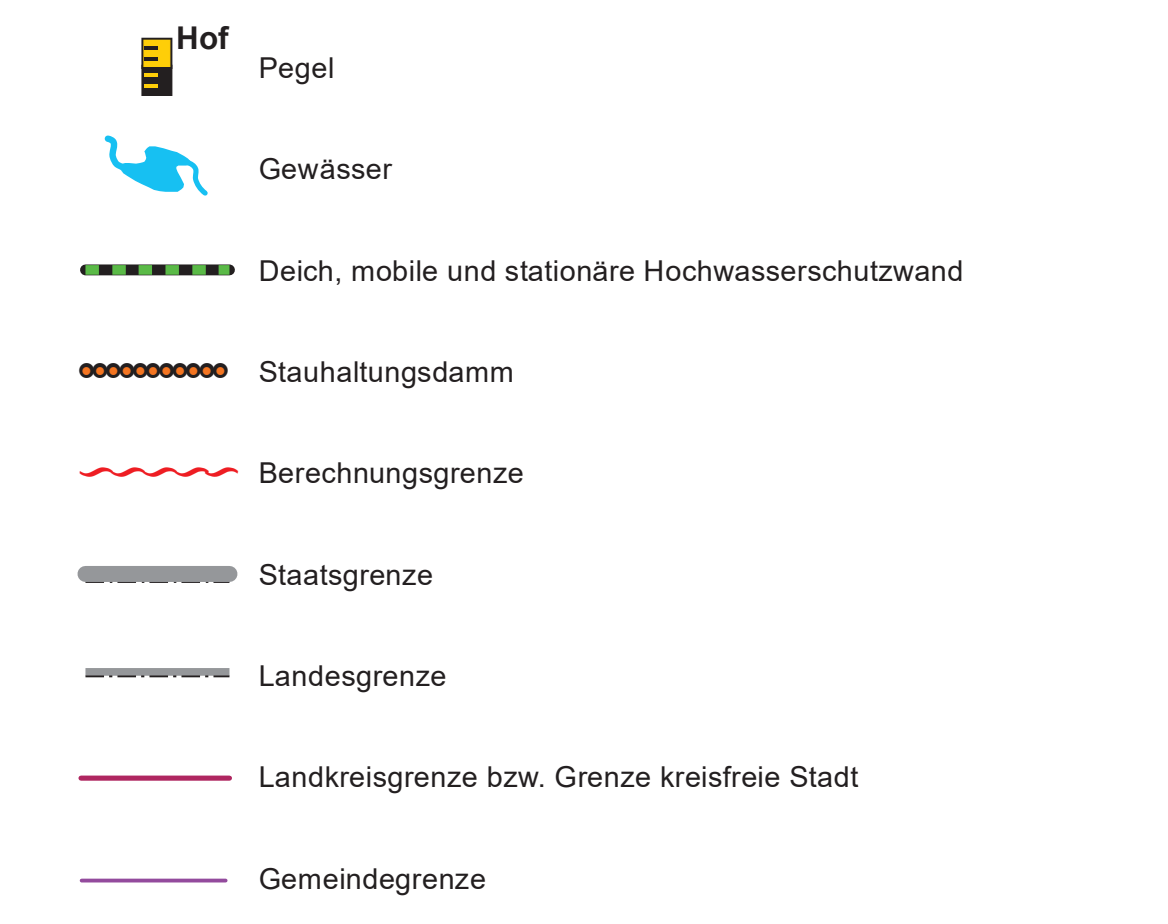 Hof
Pegel
Gewässer
Deich, mobile und stationäre Hochwasserschutzwand
Stauhaltungsdamm
Berechnungsgrenze
Staatsgrenze
Landesgrenze
Landkreisgrenze bzw. Grenze kreisfreie Stadt
Gemeindegrenze